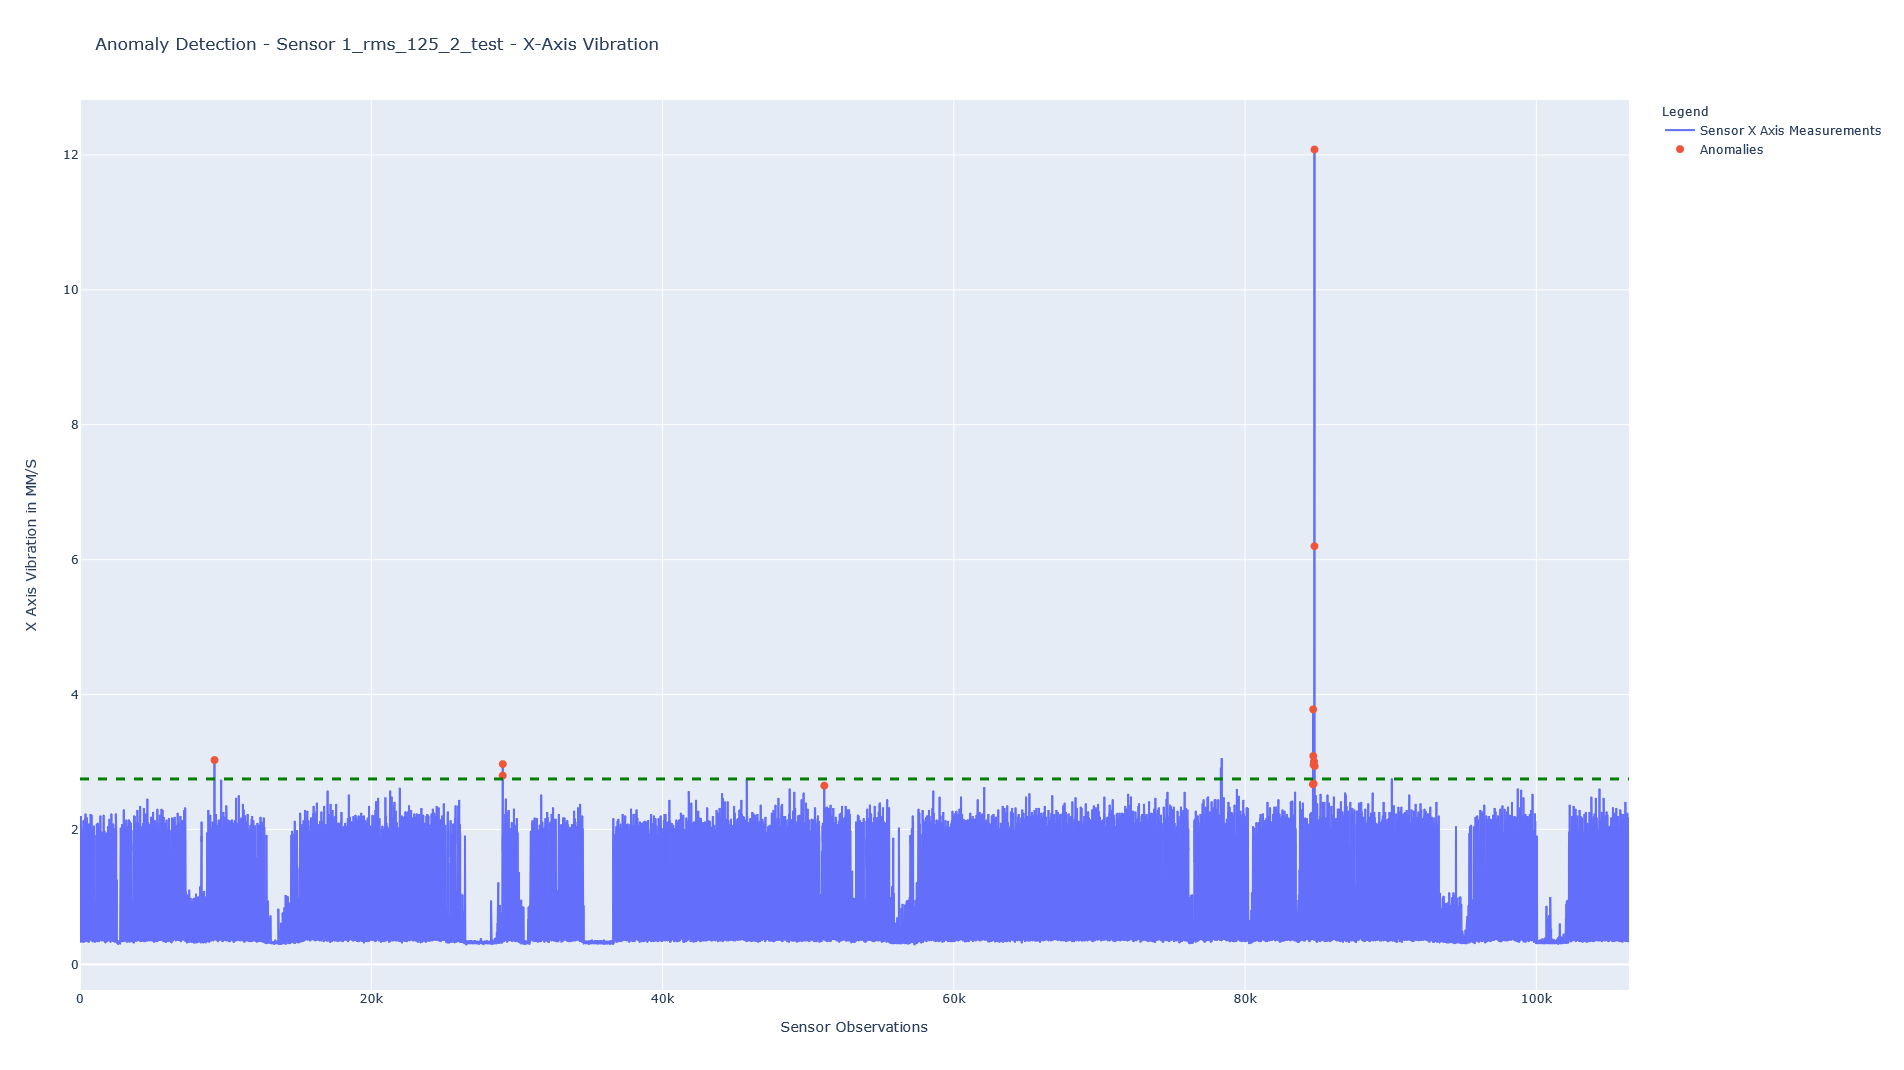 Anomaly Detection - Sensor 1_rms_125_2_test - X-Axis Vibration
Legend
Sensor X Axis Measurements
Anomalies
X Axis Vibration in MM/S
12
10
8
6
4
2
0
0 20k 40k 60k 80k 100k
Sensor Observations